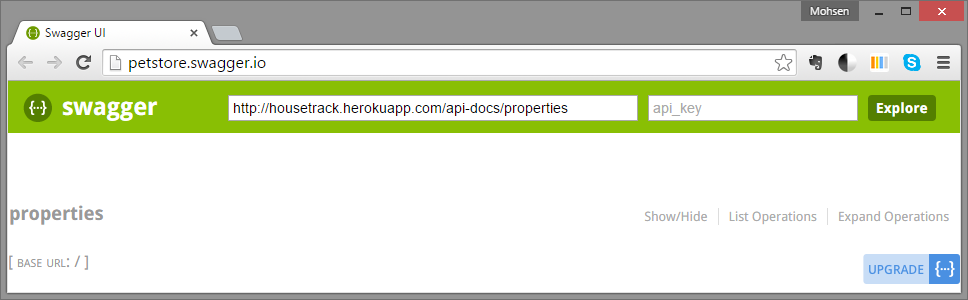 Mohsen
Swagger UI
petstore.swagger.io
{···} swagger http://housetrack.herokuapp.com/api-docs/properties api_key Explore
properties Show/Hide List Operations Expand Operations
[ BASE URL: / ]
UPGRADE {···}